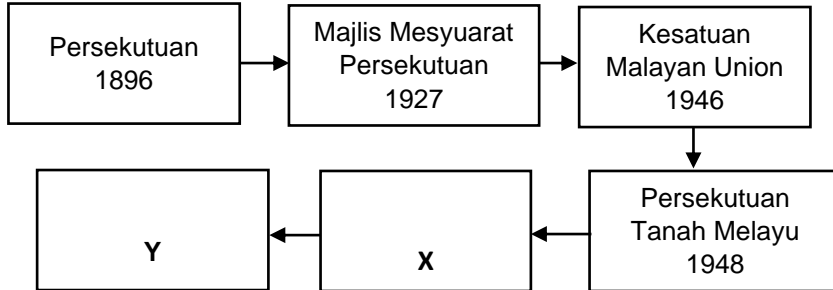 Persekutuan
1896
Majlis Mesyuarat
Persekutuan
1927
Kesatuan
Malayan Union
1946
Persekutuan
Tanah Melayu
1948
X
Y